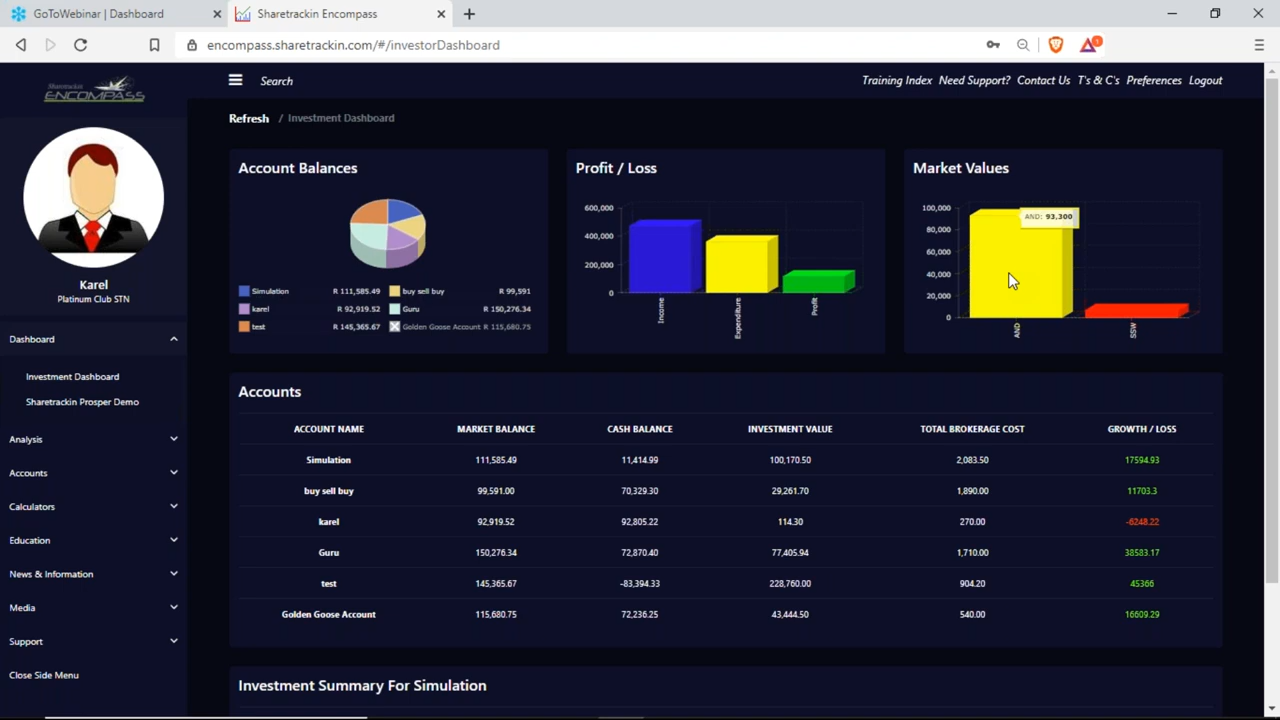 GoToWebinar | Dashboard
Sharetrackin Encompass
encompass.sharetrackin.com/#/investorDashboard
Sharetrackin
ENCOMPASS
Search
Training Index Need Support? Contact Us T's & C's Preferences Logout
Refresh / Investment Dashboard
Karel
Platinum Club STN
Dashboard
Investment Dashboard
Sharetrackin Prosper Demo
Analysis
Accounts
Calculators
Education
News & Information
Media
Support
Close Side Menu
Account Balances
Simulation R 111,585.49 buy sell buy R 99,591
karel R 92,919.52 Guru R 150,276.34
test R 145,365.67 Golden Goose Account R 115,680.75
Profit / Loss
600,000
400,000
200,000
0
Income
Expenditure
Profit
Market Values
100,000
80,000
60,000
40,000
20,000
0
AND: 93,300
AND
SSW
Accounts
ACCOUNT NAME MARKET BALANCE CASH BALANCE INVESTMENT VALUE TOTAL BROKERAGE COST GROWTH / LOSS
Simulation 111,585.49 11,414.99 100,170.50 2,083.50 17594.93
buy sell buy 99,591.00 70,329.30 29,261.70 1,890.00 11703.3
karel 92,919.52 92,805.22 114.30 270.00 -6248.22
Guru 150,276.34 72,870.40 77,405.94 1,710.00 38583.17
test 145,365.67 -83,394.33 228,760.00 904.20 45366
Golden Goose Account 115,680.75 72,236.25 43,444.50 540.00 16609.29
Investment Summary For Simulation